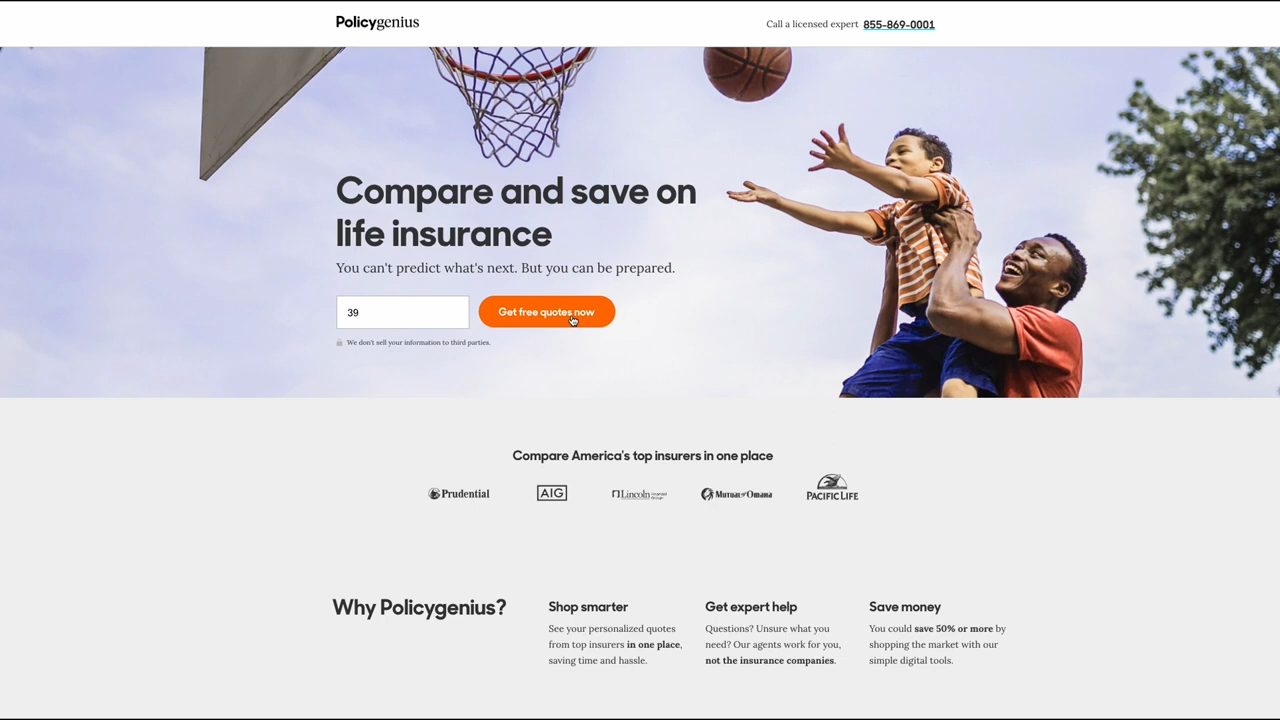 Policygenius
Call a licensed expert 855-869-0001
Compare and save on
life insurance
You can't predict what's next. But you can be prepared.
39
Get free quotes now
We don't sell your information to third parties.
Compare America's top insurers in one place
Prudential
AIG
Lincoln Financial Group
Mutual of Omaha
PACIFIC LIFE
Why Policygenius?
Shop smarter
See your personalized quotes
from top insurers in one place,
saving time and hassle.
Get expert help
Questions? Unsure what you
need? Our agents work for you,
not the insurance companies.
Save money
You could save 50% or more by
shopping the market with our
simple digital tools.